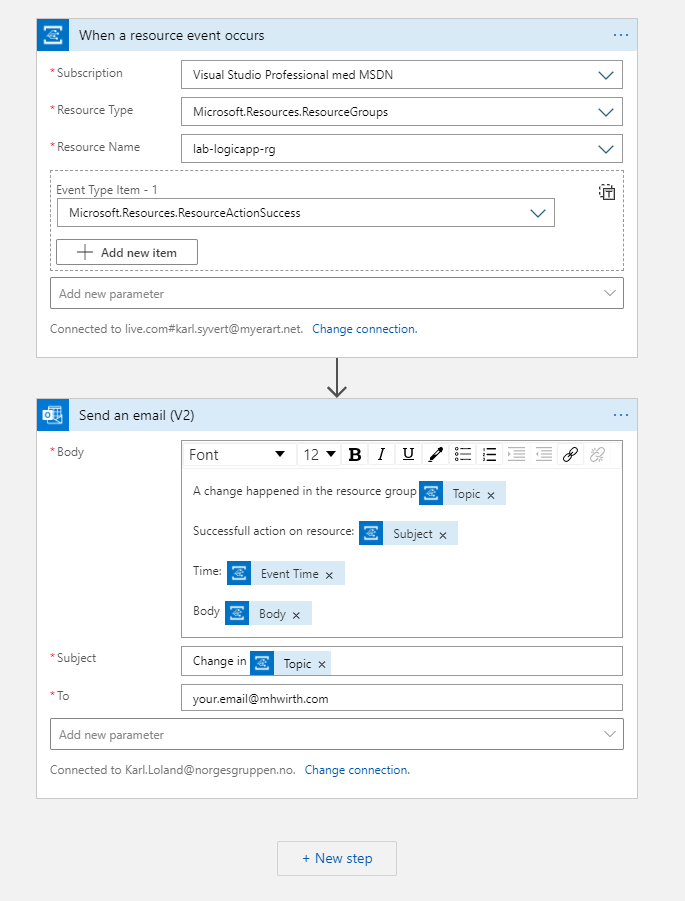 When a resource event occurs ...
* Subscription Visual Studio Professional med MSDN
* Resource Type Microsoft.Resources.ResourceGroups
* Resource Name lab-logicapp-rg
Event Type Item - 1
Microsoft.Resources.ResourceActionSuccess
Add new item
Add new parameter
Connected to live.com#karl.syvert@myerart.net. Change connection.
Send an email (V2) ...
* Body Font 12 B I U
A change happened in the resource group Topic ×
Successfull action on resource: Subject ×
Time: Event Time ×
Body Body ×
* Subject Change in Topic ×
* To your.email@mhwirth.com
Add new parameter
Connected to Karl.Loland@norgesgruppen.no. Change connection.
+ New step